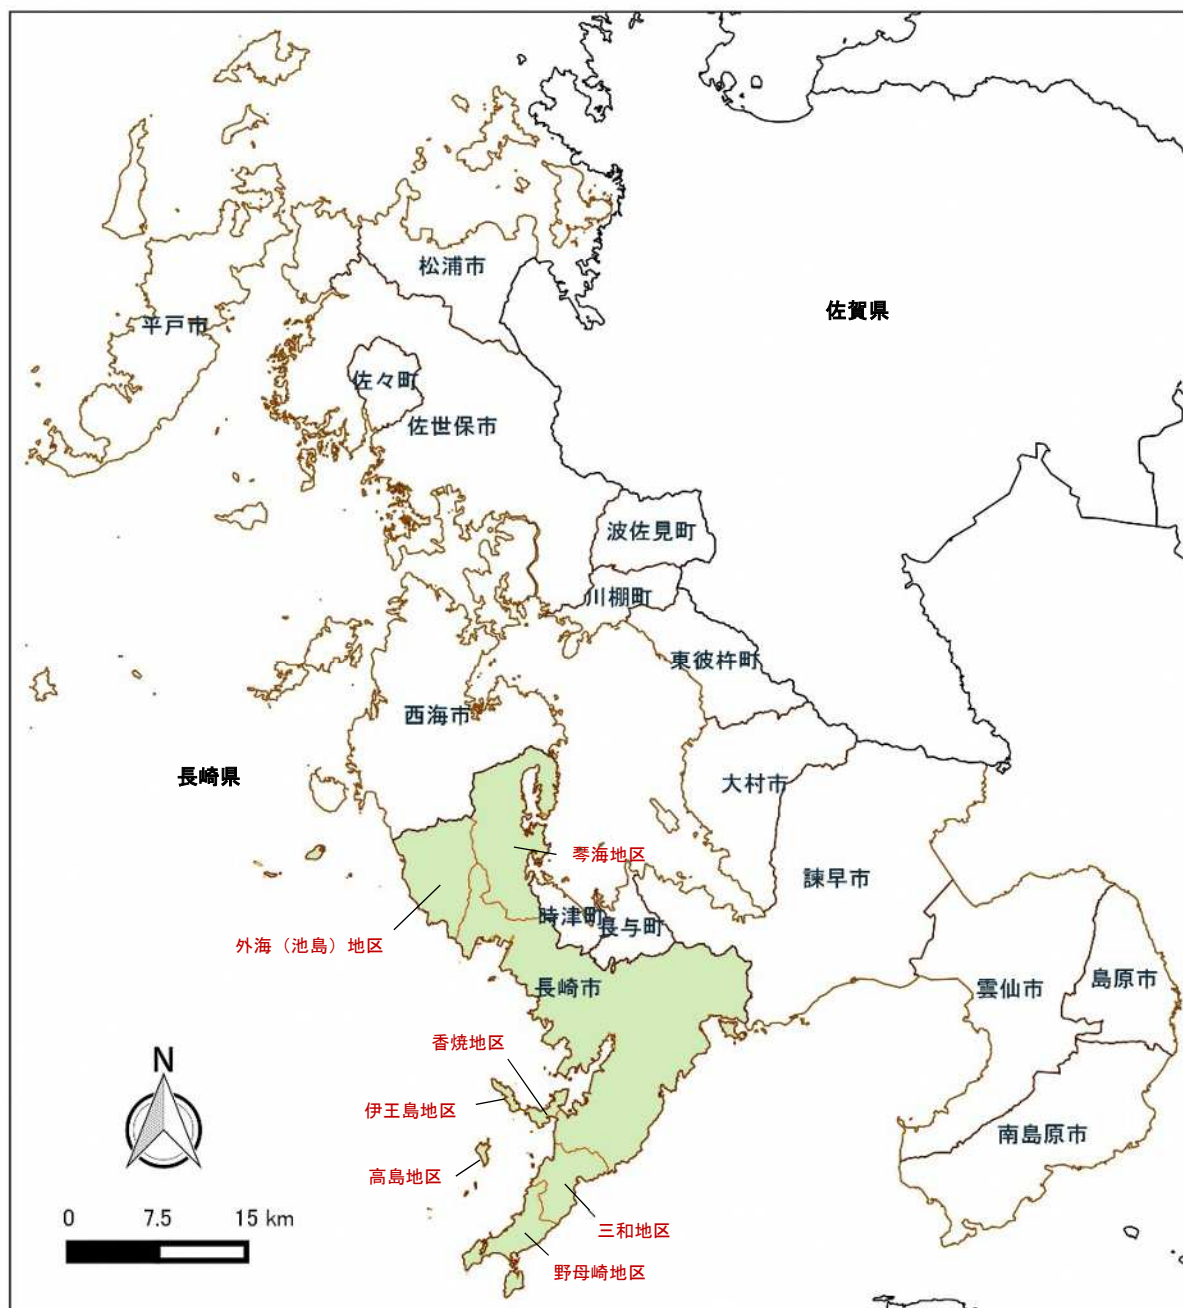 松浦市
佐賀県
平戸市
佐々町
佐世保市
波佐見町
川棚町
東彼杵町
西海市
長崎県
大村市
琴海地区
諫早市
時津町
長与町
外海（池島）地区
長崎市
雲仙市
島原市
香焼地区
伊王島地区
南島原市
高島地区
三和地区
野母崎地区
N
0 7.5 15 km